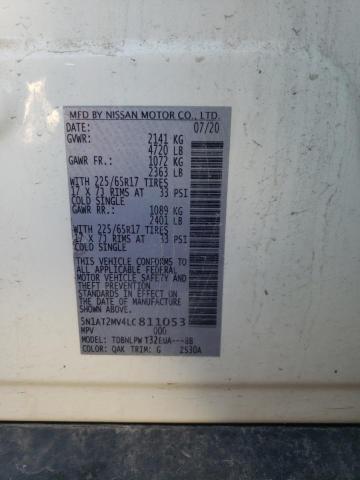 MFD BY NISSAN MOTOR CO., LTD.
DATE: 07/20
GVWR: 2141 KG
4720 LB
GAWR FR.: 1072 KG
2363 LB
WITH 225/65R17 TIRES
17 X 7J RIMS AT 33 PSI
COLD SINGLE
GAWR RR.: 1089 KG
2401 LB
WITH 225/65R17 TIRES
17 X 7J RIMS AT 33 PSI
COLD SINGLE
THIS VEHICLE CONFORMS TO ALL
APPLICABLE FEDERAL
MOTOR VEHICLE SAFETY, BUMPER, AND
THEFT PREVENTION
STANDARDS IN EFFECT ON THE DATE
OF MANUFACTURE SHOWN ABOVE.
5N1AT2MV4LC811053
MPV 000
MODEL: TDBNLPW T32EUA---BB
COLOR: QAK TRIM: G 2530A